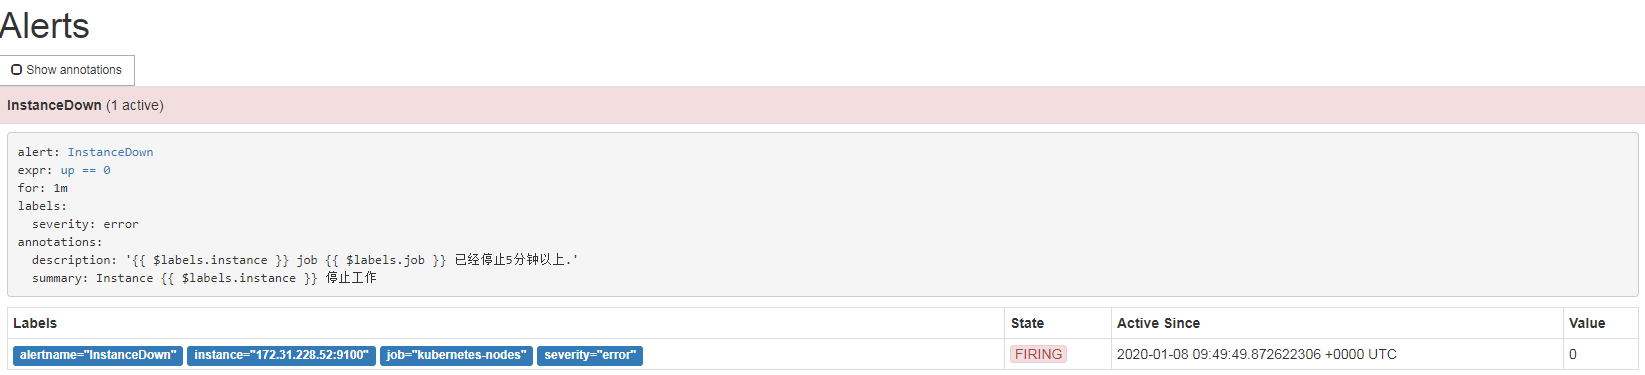 Alerts
Show annotations
InstanceDown (1 active)
alert: InstanceDown
expr: up == 0
for: 1m
labels:
  severity: error
annotations:
  description: '{{ $labels.instance }} job {{ $labels.job }} 已经停止5分钟以上.'
  summary: Instance {{ $labels.instance }} 停止工作
Labels State Active Since Value
alertname="InstanceDown" instance="172.31.228.52:9100" job="kubernetes-nodes" severity="error" FIRING 2020-01-08 09:49:49.872622306 +0000 UTC 0